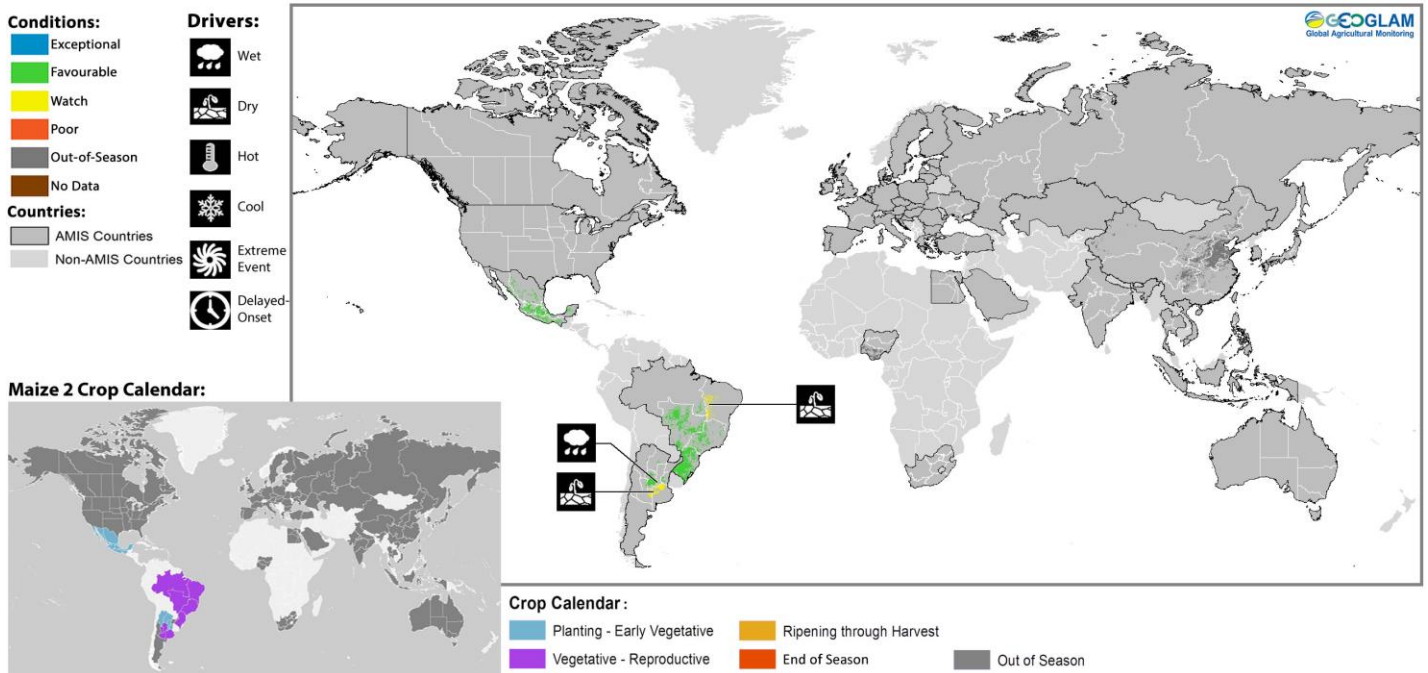 Conditions:
Exceptional
Favourable
Watch
Poor
Out-of-Season
No Data
Countries:
AMIS Countries
Non-AMIS Countries
Drivers:
Wet
Dry
Hot
Cool
Extreme
Event
Delayed-
Onset
GEOGLAM
Global Agricultural Monitoring
Maize 2 Crop Calendar:
Crop Calendar :
Planting - Early Vegetative
Ripening through Harvest
Vegetative - Reproductive
End of Season
Out of Season